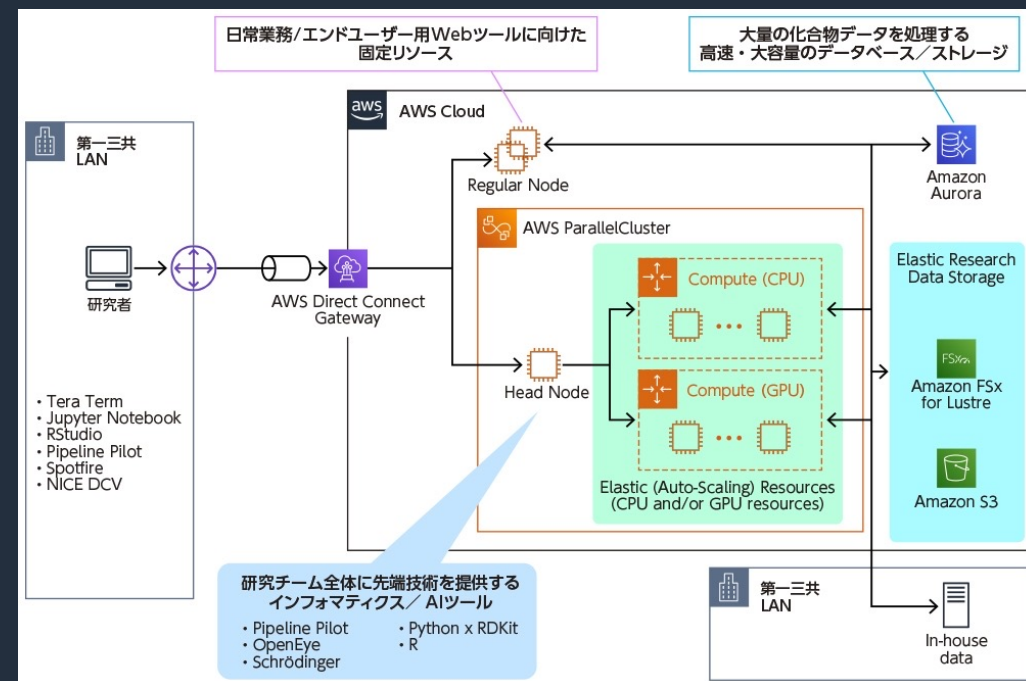 日常業務/エンドユーザー用Webツールに向けた
固定リソース
大量の化合物データを処理する
高速・大容量のデータベース／ストレージ
aws
AWS Cloud
第一三共
LAN
Regular Node
Amazon
Aurora
AWS ParallelCluster
研究者
AWS Direct Connect
Gateway
Compute (CPU)
Elastic Research
Data Storage
Head Node
Compute (GPU)
FSx
Amazon FSx
for Lustre
・Tera Term
・Jupyter Notebook
・RStudio
・Pipeline Pilot
・Spotfire
・NICE DCV
Elastic (Auto-Scaling) Resources
(CPU and/or GPU resources)
Amazon S3
研究チーム全体に先端技術を提供する
インフォマティクス／ AIツール
・Pipeline Pilot
・OpenEye
・Schrödinger
・Python x RDKit
・R
第一三共
LAN
In-house
data